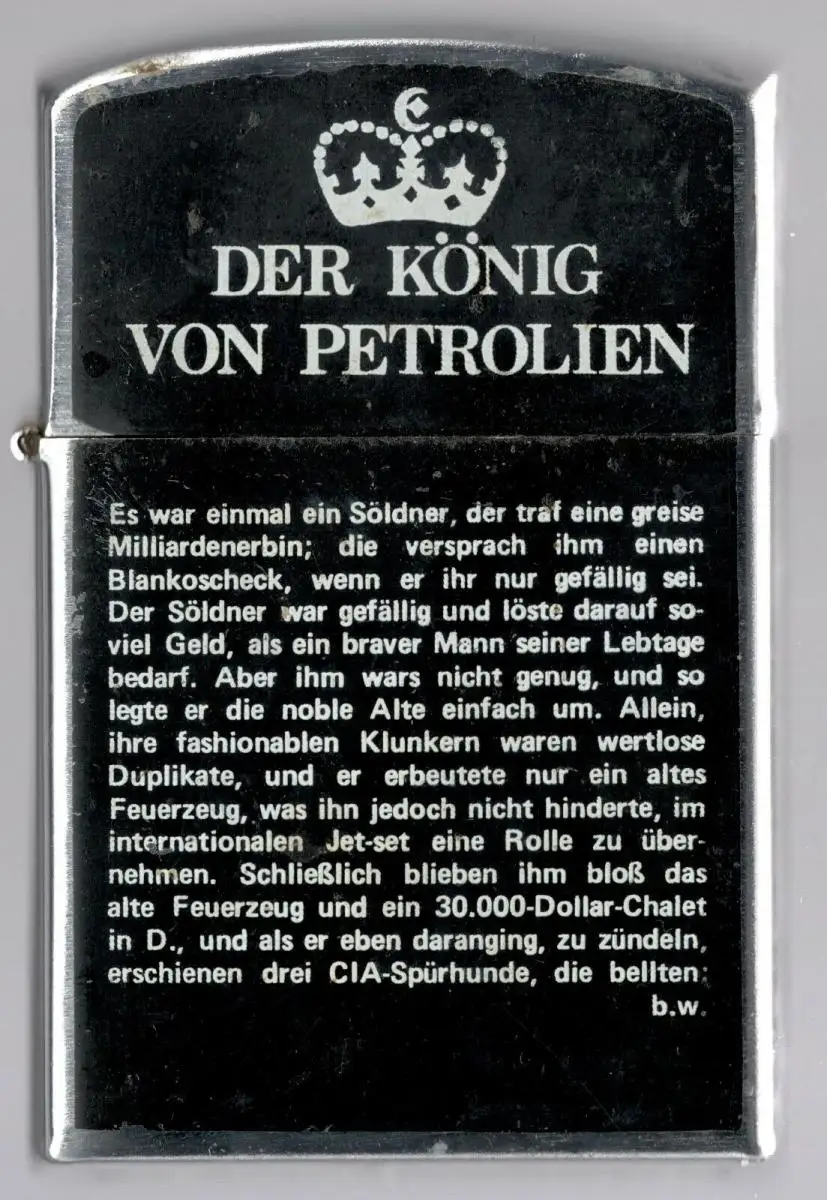 DER KÖNIG
VON PETROLIEN
Es war einmal ein Söldner, der traf eine greise
Milliardenerbin; die versprach ihm einen
Blankoscheck, wenn er ihr nur gefällig sei.
Der Söldner war gefällig und löste darauf so-
viel Geld, als ein braver Mann seiner Lebtage
bedarf. Aber ihm wars nicht genug, und so
legte er die noble Alte einfach um. Allein,
ihre fashionablen Klunkern waren wertlose
Duplikate, und er erbeutete nur ein altes
Feuerzeug, was ihn jedoch nicht hinderte, im
internationalen Jet-set eine Rolle zu über-
nehmen. Schließlich blieben ihm bloß das
alte Feuerzeug und ein 30.000-Dollar-Chalet
in D., und als er eben daranging, zu zündeln,
erschienen drei CIA-Spürhunde, die bellten:
b.w.